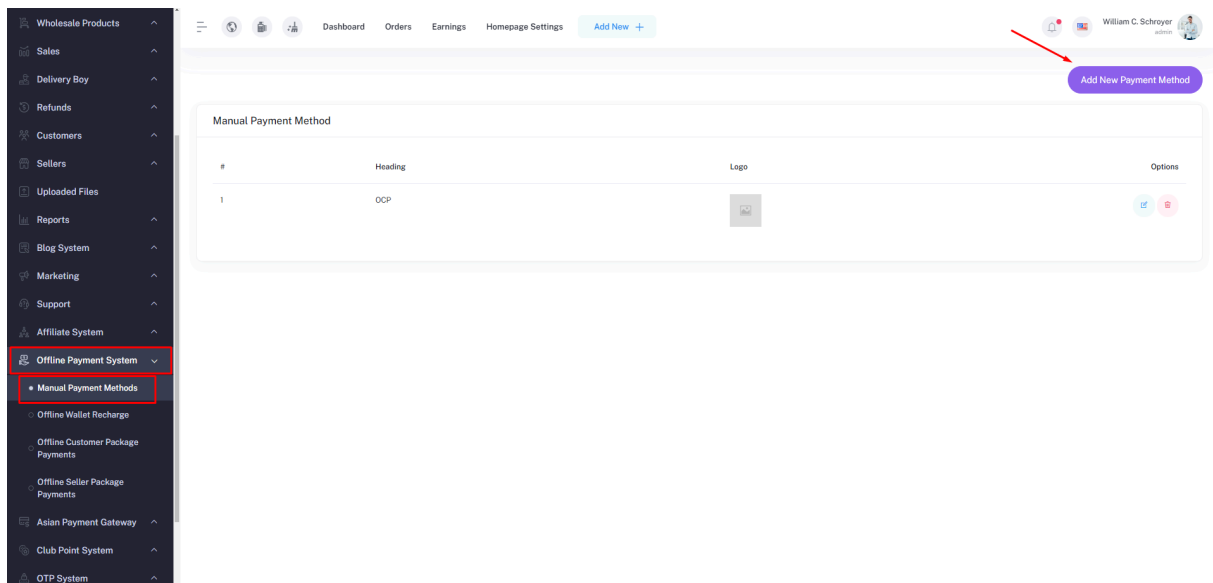 Wholesale Products
Sales
Delivery Boy
Refunds
Customers
Sellers
Uploaded Files
Reports
Blog System
Marketing
Support
Affiliate System
Offline Payment System
Manual Payment Methods
Offline Wallet Recharge
Offline Customer Package
Payments
Offline Seller Package
Payments
Asian Payment Gateway
Club Point System
OTP System
Dashboard Orders Earnings Homepage Settings Add New +
William C. Schroyer
admin
Add New Payment Method
Manual Payment Method
# Heading Logo Options
1 OCP